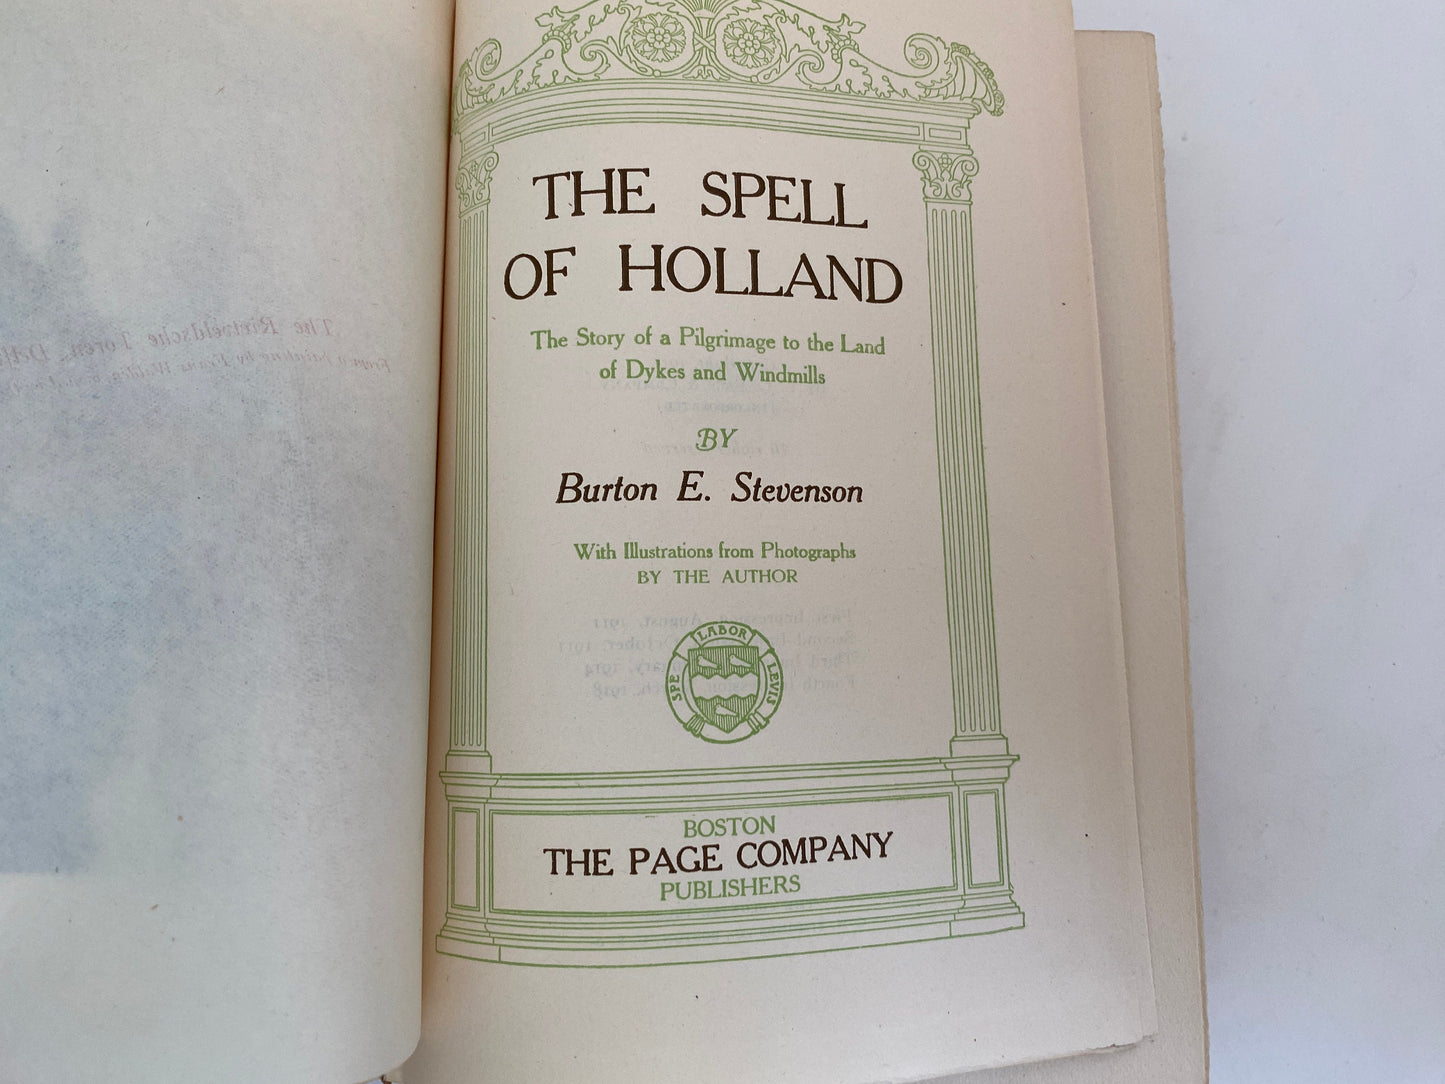 THE SPELL
OF HOLLAND
The Story of a Pilgrimage to the Land
of Dykes and Windmills
BY
Burton E. Stevenson
With Illustrations from Photographs
BY THE AUTHOR
SPE LABOR LEVIS
BOSTON
THE PAGE COMPANY
PUBLISHERS